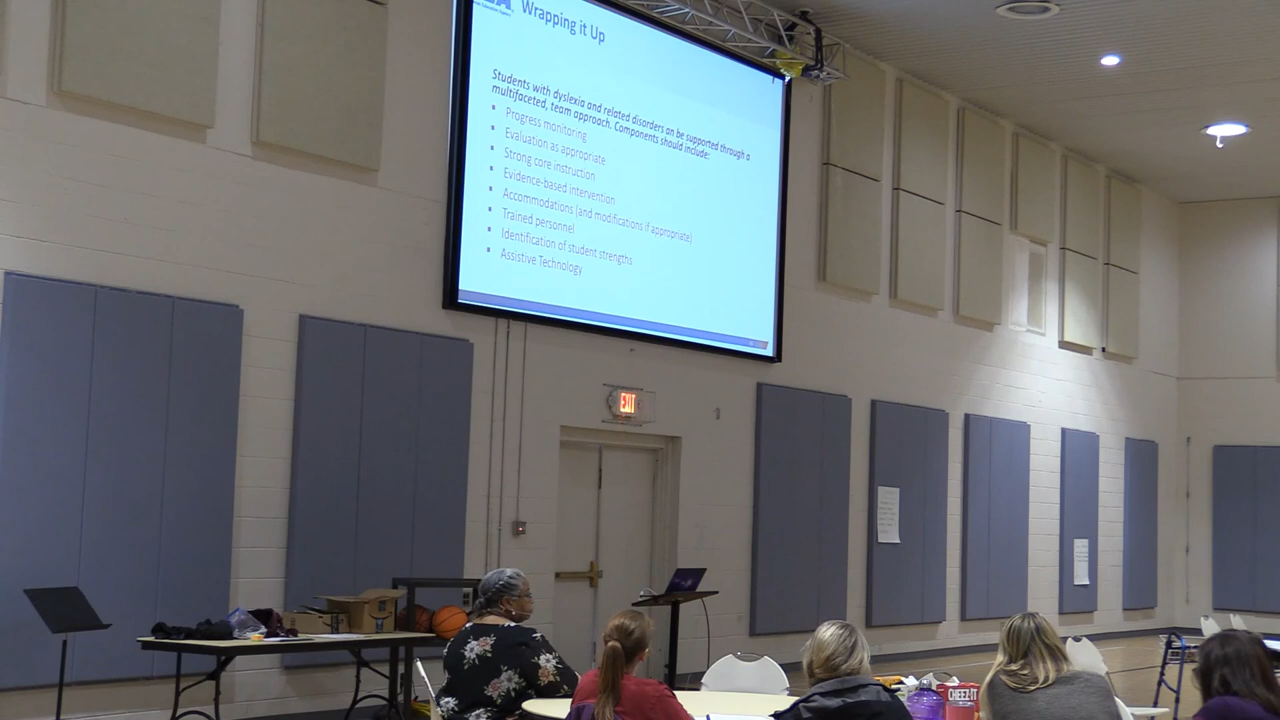 Wrapping it Up
Students with dyslexia and related disorders an be supported through a
multifaceted, team approach. Components should include:
▪ Progress monitoring
▪ Evaluation as appropriate
▪ Strong core instruction
▪ Evidence-based intervention
▪ Accommodations (and modifications if appropriate)
▪ Trained personnel
▪ Identification of student strengths
▪ Assistive Technology
EXIT
CHEEZ-IT